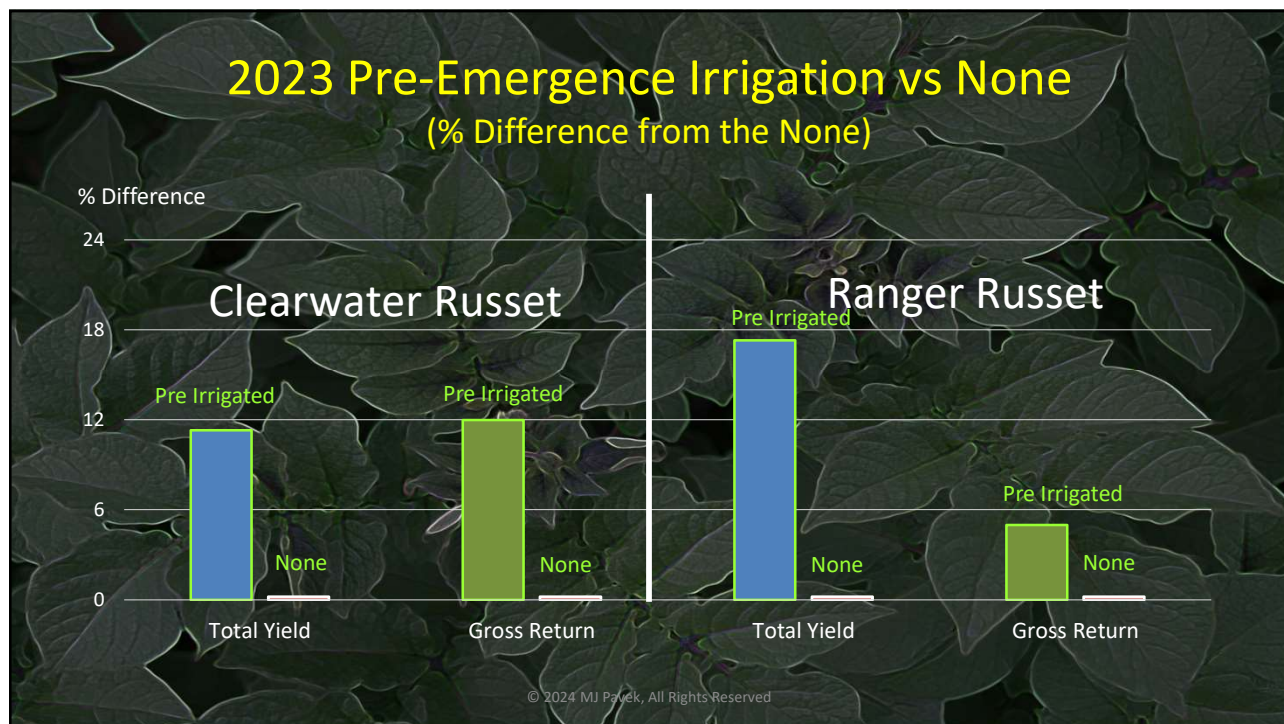 2023 Pre-Emergence Irrigation vs None
(% Difference from the None)
% Difference
24
18
12
6
0
Clearwater Russet
Pre Irrigated
None
Pre Irrigated
None
Total Yield
Gross Return
Ranger Russet
Pre Irrigated
None
Pre Irrigated
None
Total Yield
Gross Return
© 2024 MJ Pavek, All Rights Reserved